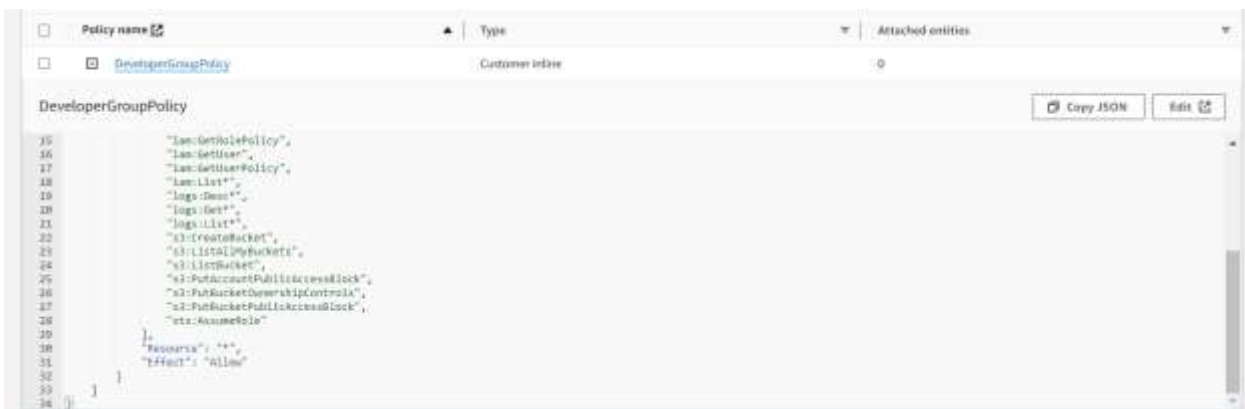 Policy name Type Attached entities
DeveloperGroupPolicy Customer inline 0
DeveloperGroupPolicy Copy JSON Edit
15 "iam:GetRolePolicy",
16 "iam:GetUser",
17 "iam:GetUserPolicy",
18 "iam:List*",
19 "logs:Desc*",
20 "logs:Get*",
21 "logs:List*",
22 "s3:CreateBucket",
23 "s3:ListAllMyBuckets",
24 "s3:ListBucket",
25 "s3:PutAccountPublicAccessBlock",
26 "s3:PutBucketOwnershipControls",
27 "s3:PutBucketPublicAccessBlock",
28 "sts:AssumeRole"
29 ],
30 "Resource": "*",
31 "Effect": "Allow"
32 }
33 ]
34 }